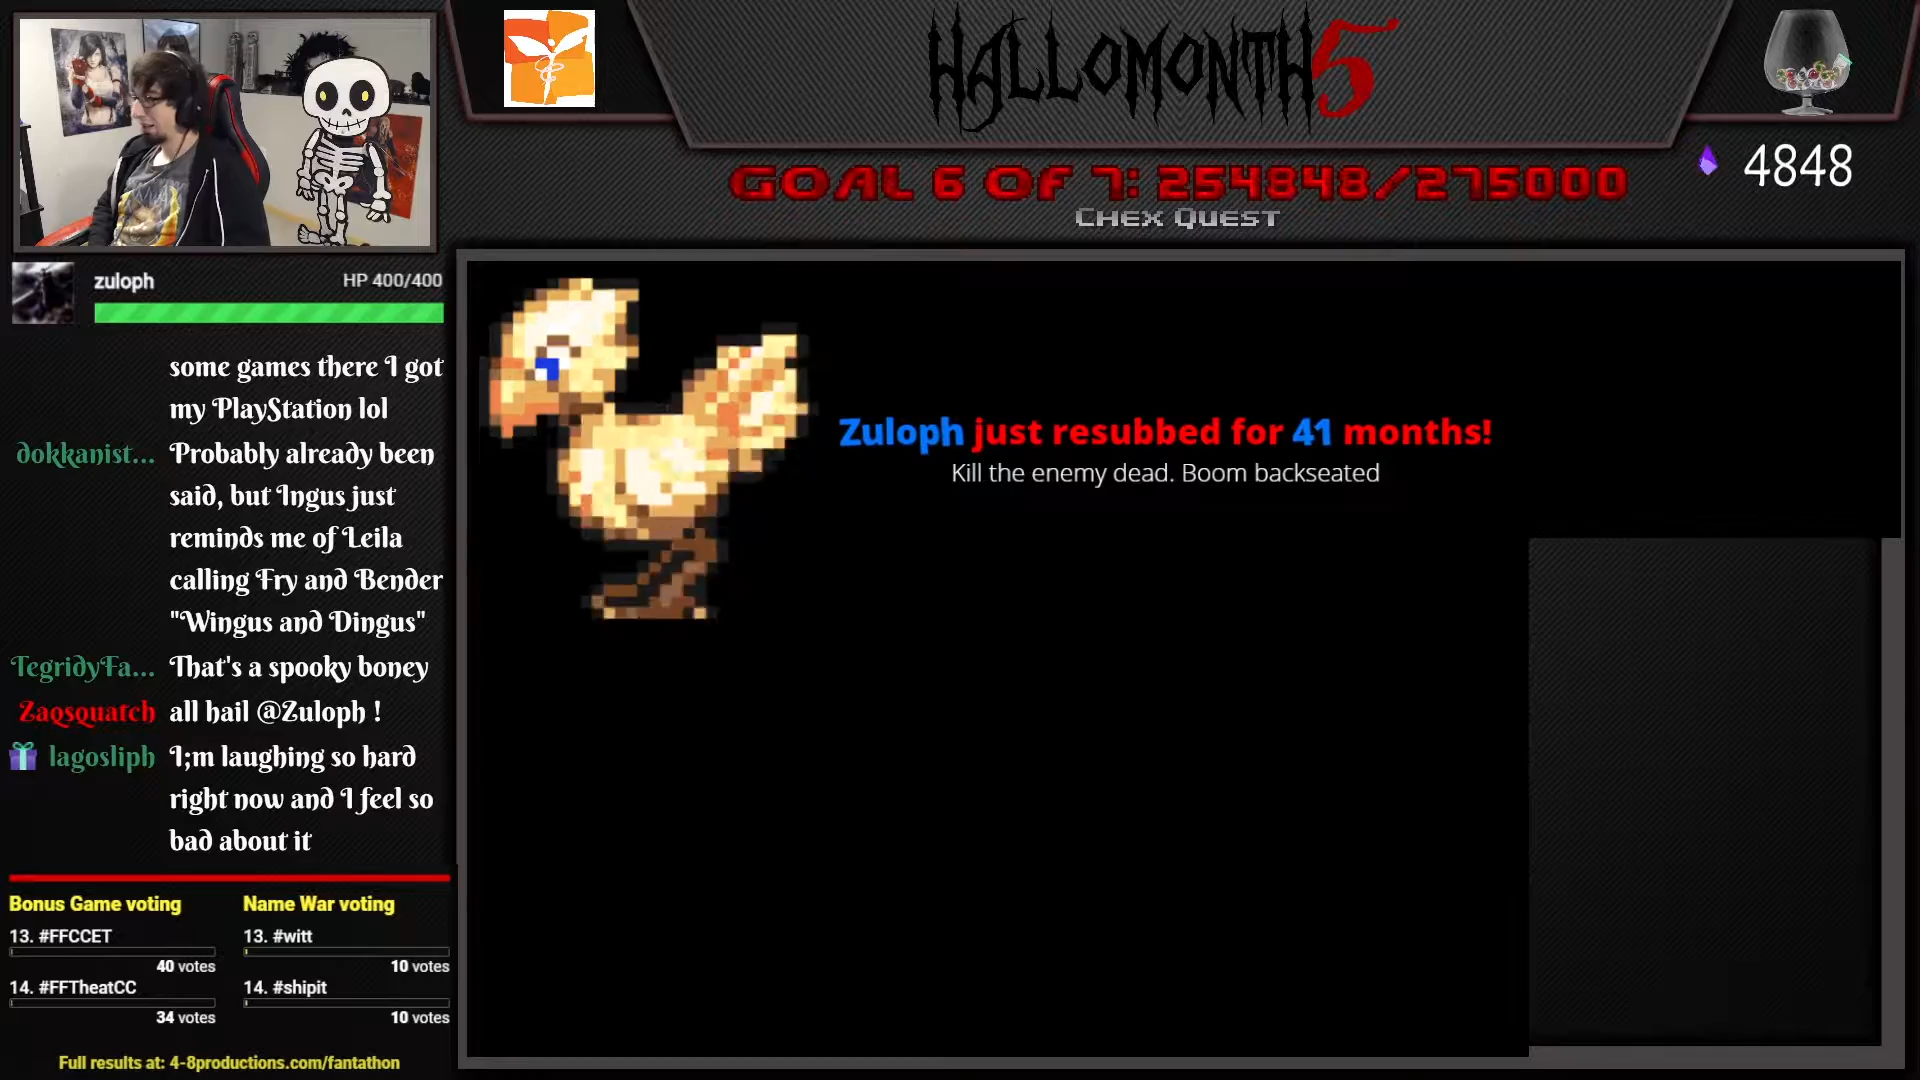 HALLOMONTH 5
GOAL 6 OF 7: 254848/275000
Chex Quest
4848
zuloph
HP 400/400
some games there I got
my PlayStation lol
dokkanist... Probably already been
said, but Ingus just
reminds me of Leila
calling Fry and Bender
"Wingus and Dingus"
TegridyFa... That's a spooky boney
Zaqsquatch all hail @Zuloph !
lagosliph I;m laughing so hard
right now and I feel so
bad about it
Zuloph just resubbed for 41 months!
Kill the enemy dead. Boom backseated
Bonus Game voting
13. #FFCCET
40 votes
14. #FFTheatCC
34 votes
Name War voting
13. #witt
10 votes
14. #shipit
10 votes
Full results at: 4-8productions.com/fantathon